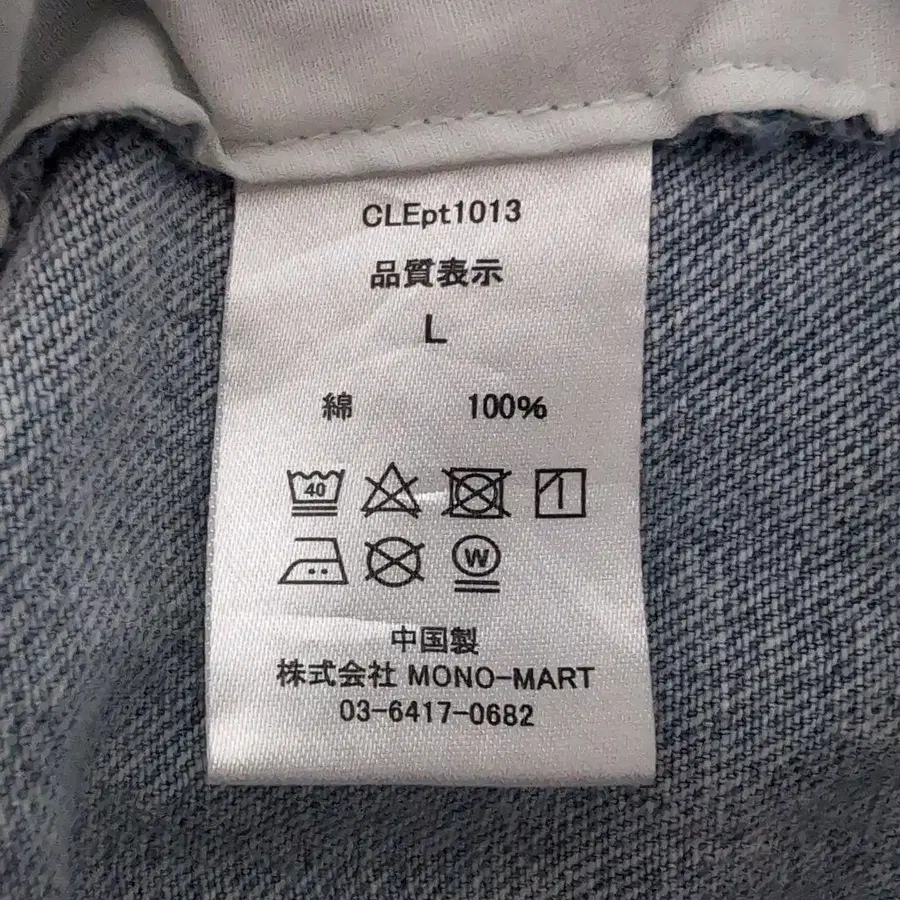 CLEpt1013
品質表示
L
綿 100%
40
W
中国製
株式会社 MONO-MART
03-6417-0682